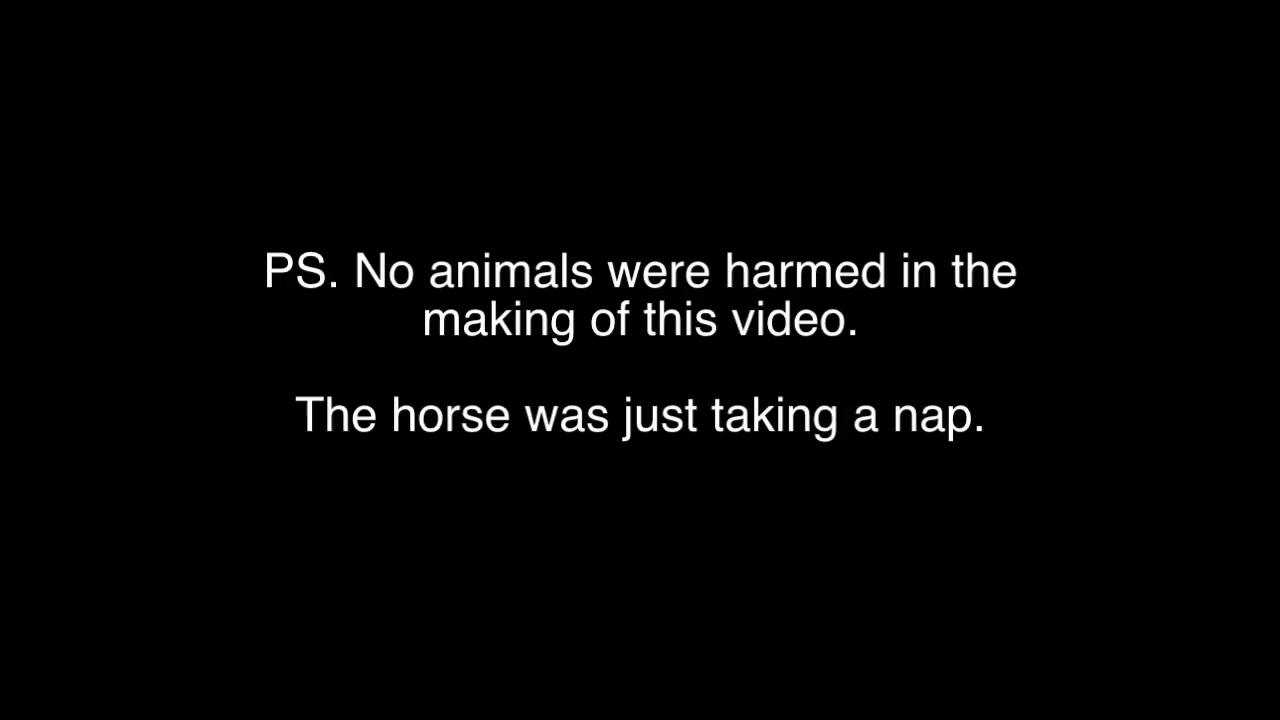 PS. No animals were harmed in the
making of this video.
The horse was just taking a nap.